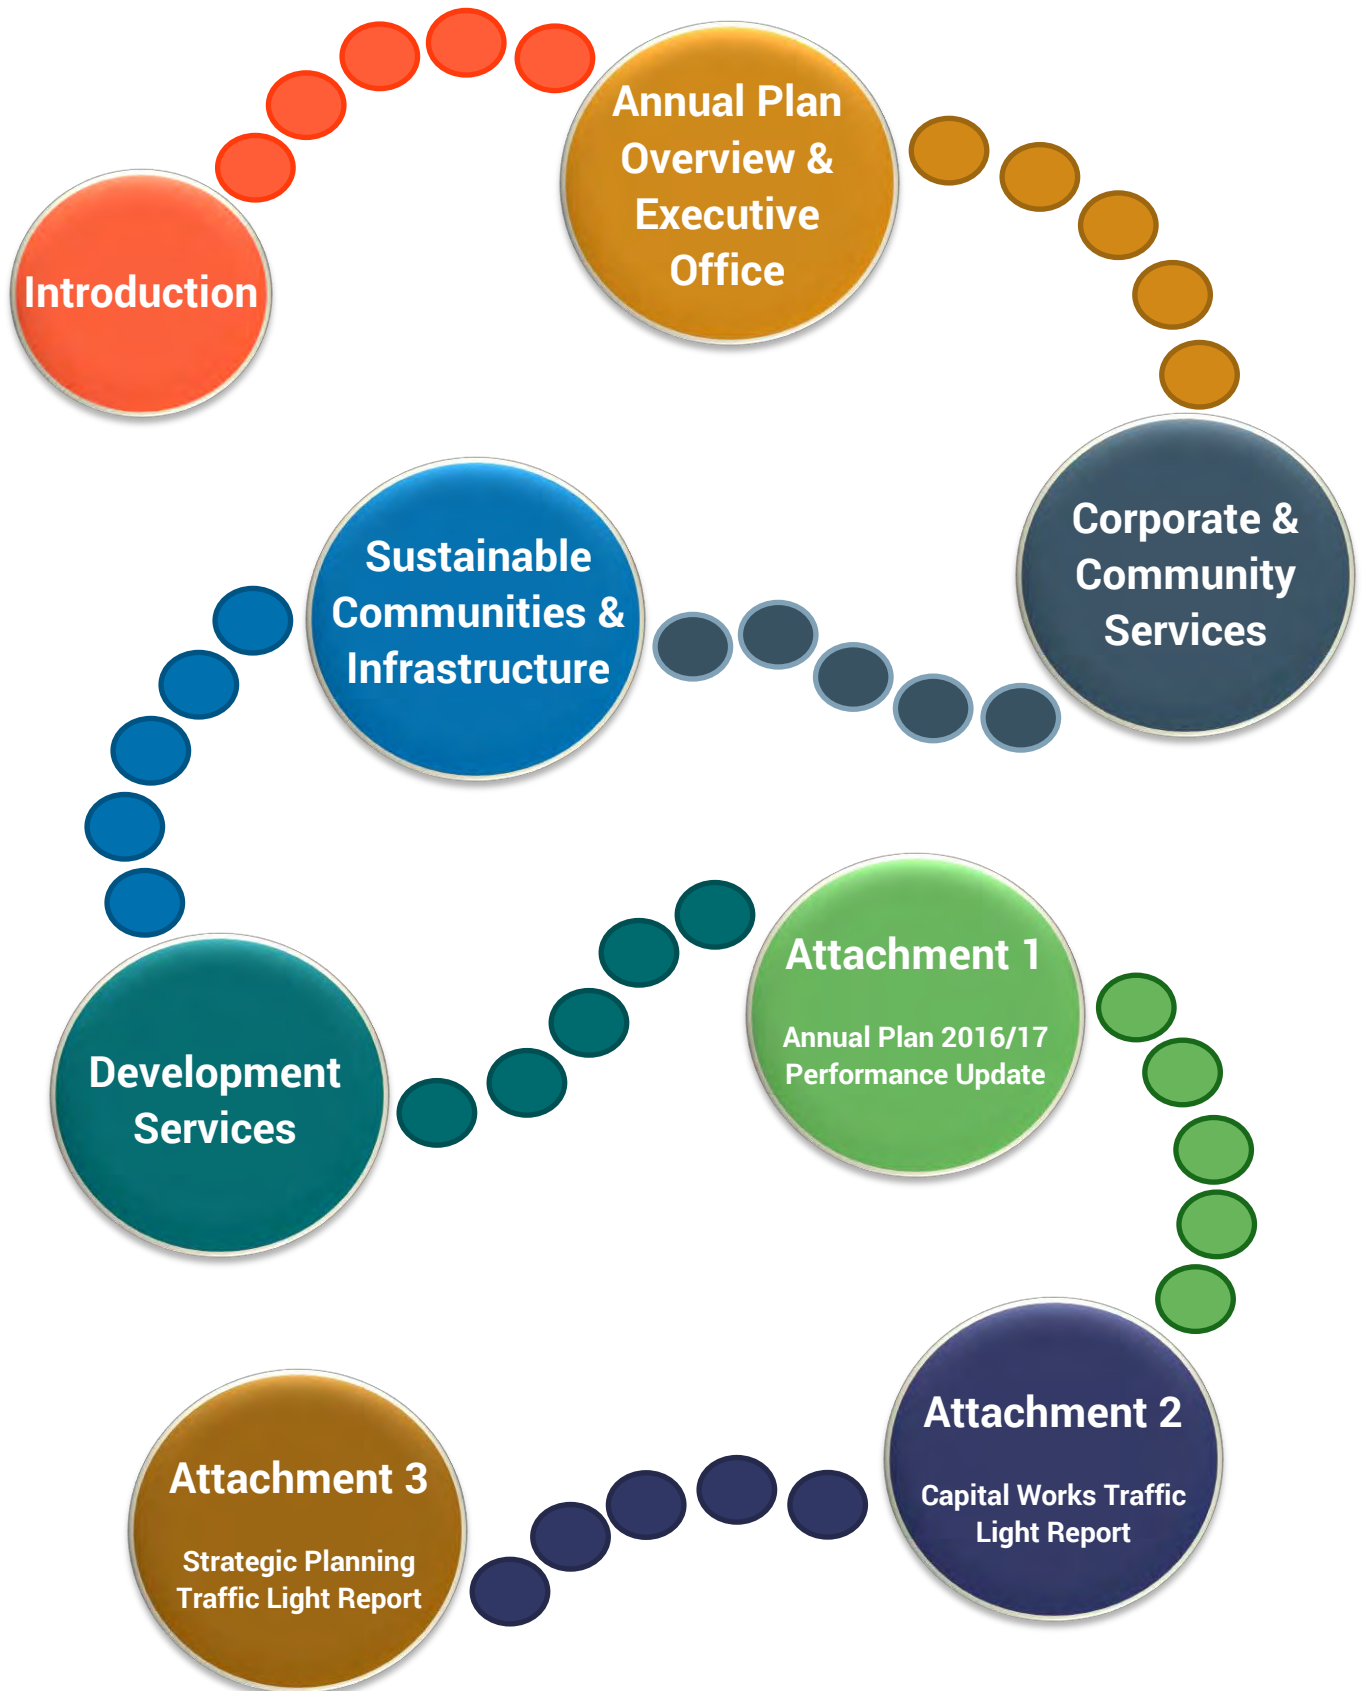 Introduction
Annual Plan
Overview &
Executive
Office
Corporate &
Community
Services
Sustainable
Communities &
Infrastructure
Development
Services
Attachment 1
Annual Plan 2016/17
Performance Update
Attachment 2
Capital Works Traffic
Light Report
Attachment 3
Strategic Planning
Traffic Light Report